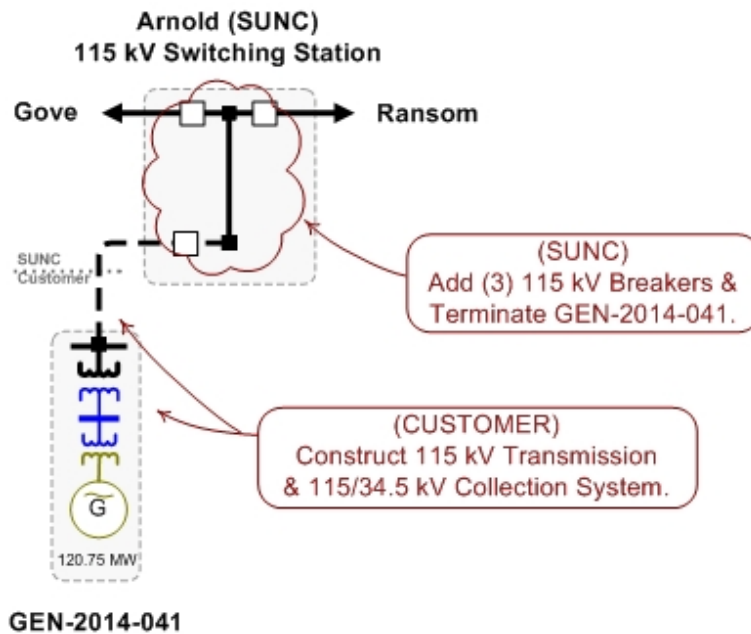 Arnold (SUNC)
115 kV Switching Station
Gove
Ransom
SUNC
Customer
(SUNC)
Add (3) 115 kV Breakers &
Terminate GEN-2014-041.
(CUSTOMER)
Construct 115 kV Transmission
& 115/34.5 kV Collection System.
G
120.75 MW
GEN-2014-041